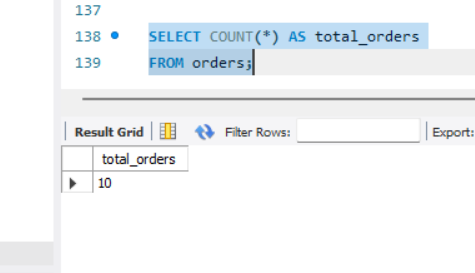 137
138 SELECT COUNT(*) AS total_orders
139 FROM orders;
Result Grid Filter Rows: Export:
total_orders
10